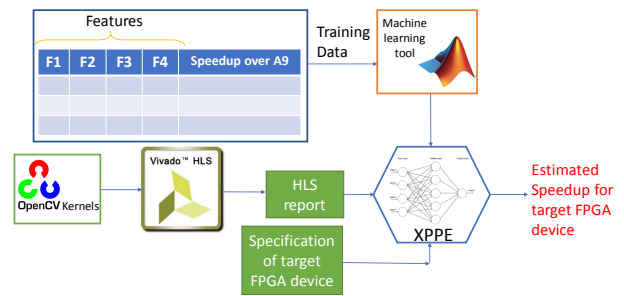 Features
F1 F2 F3 F4 Speedup over A9
Training
Data
Machine
learning
tool
OpenCV Kernels
Vivado™ HLS
HLS
report
Specification
of target
FPGA device
XPPE
Estimated
Speedup for
target FPGA
device